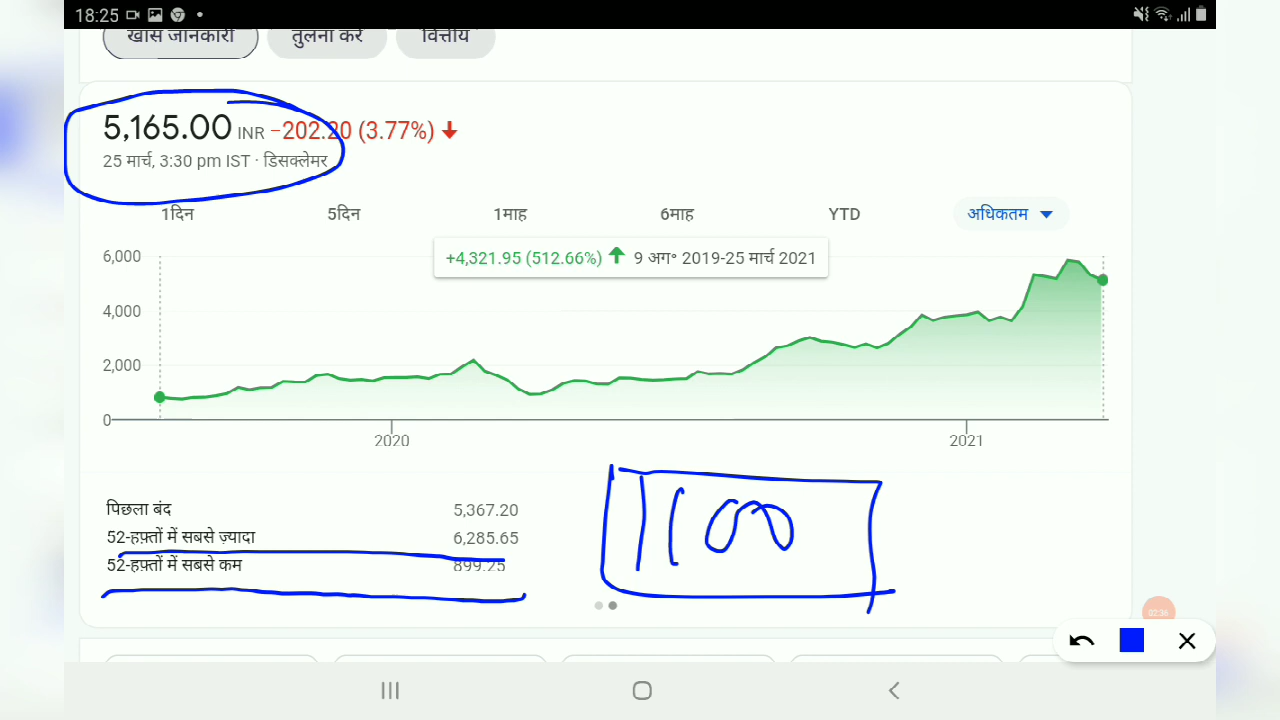 18:25
खास जानकारी तुलना करें वित्तीय
5,165.00 INR −202.20 (3.77%)
25 मार्च, 3:30 pm IST · डिसक्लेमर
1दिन 5दिन 1माह 6माह YTD अधिकतम
+4,321.95 (512.66%) 9 अग॰ 2019-25 मार्च 2021
6,000
4,000
2,000
0
2020 2021
पिछला बंद 5,367.20
52-हफ़्तों में सबसे ज़्यादा 6,285.65
52-हफ़्तों में सबसे कम 899.25
1100
02:36